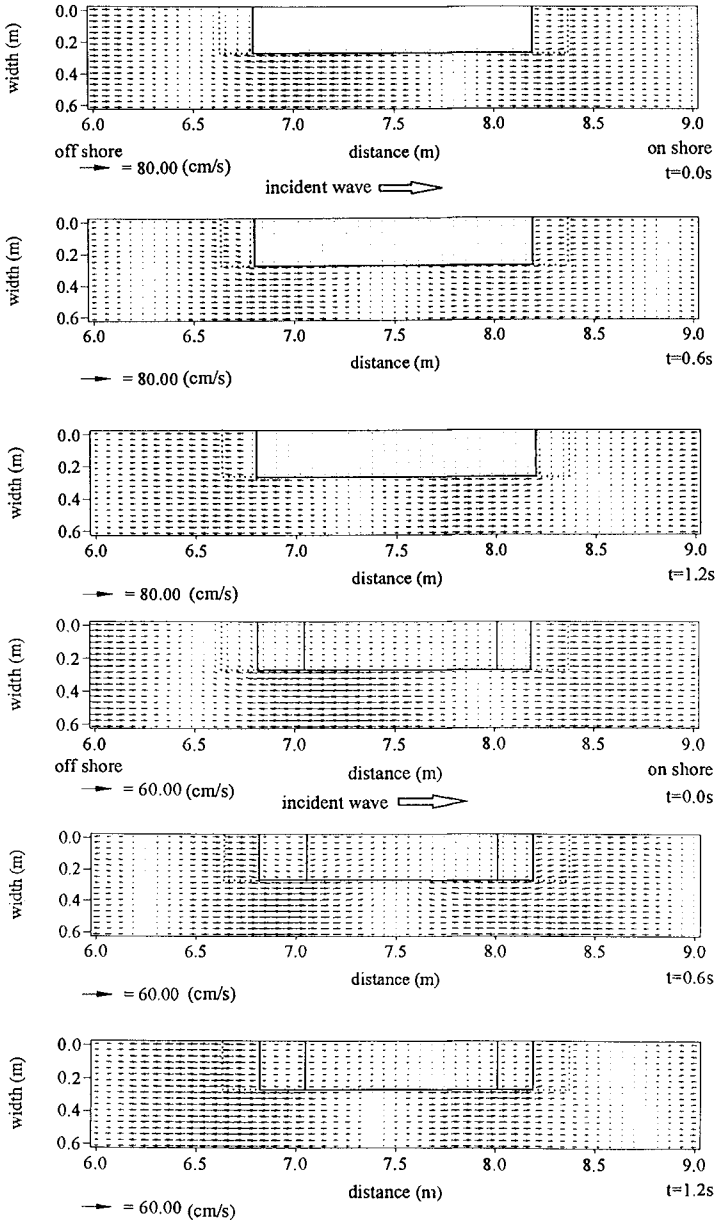 width (m)
0.0
0.2
0.4
0.6
6.0 6.5 7.0 7.5 8.0 8.5 9.0
off shore distance (m) on shore
= 80.00 (cm/s) t=0.0s
incident wave
width (m)
0.0
0.2
0.4
0.6
6.0 6.5 7.0 7.5 8.0 8.5 9.0
distance (m) t=0.6s
= 80.00 (cm/s)
width (m)
0.0
0.2
0.4
0.6
6.0 6.5 7.0 7.5 8.0 8.5 9.0
distance (m) t=1.2s
= 80.00 (cm/s)
width (m)
0.0
0.2
0.4
0.6
6.0 6.5 7.0 7.5 8.0 8.5 9.0
off shore distance (m) on shore
= 60.00 (cm/s) t=0.0s
incident wave
width (m)
0.0
0.2
0.4
0.6
6.0 6.5 7.0 7.5 8.0 8.5 9.0
distance (m) t=0.6s
= 60.00 (cm/s)
width (m)
0.0
0.2
0.4
0.6
6.0 6.5 7.0 7.5 8.0 8.5 9.0
distance (m) t=1.2s
= 60.00 (cm/s)